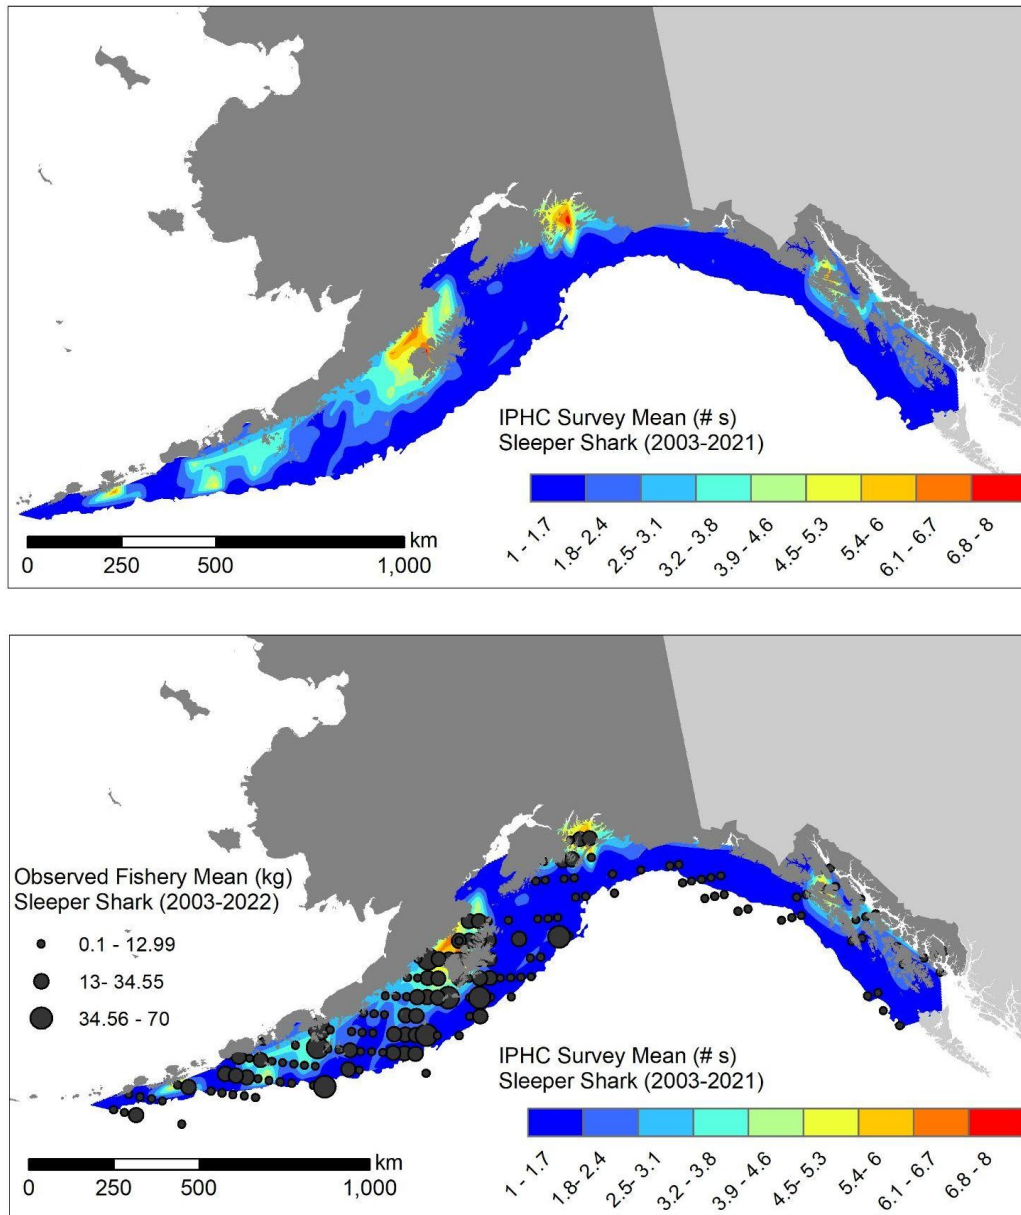 IPHC Survey Mean (# s)
Sleeper Shark (2003-2021)
1 - 1.7
1.8- 2.4
2.5- 3.1
3.2 - 3.8
3.9 - 4.6
4.5- 5.3
5.4- 6
6.1 - 6.7
6.8 - 8
km
0 250 500 1,000
Observed Fishery Mean (kg)
Sleeper Shark (2003-2022)
0.1 - 12.99
13- 34.55
34.56 - 70
IPHC Survey Mean (# s)
Sleeper Shark (2003-2021)
1 - 1.7
1.8- 2.4
2.5- 3.1
3.2 - 3.8
3.9 - 4.6
4.5- 5.3
5.4- 6
6.1 - 6.7
6.8 - 8
km
0 250 500 1,000